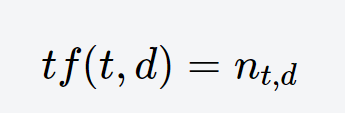 tf(t, d) = n_{t,d}